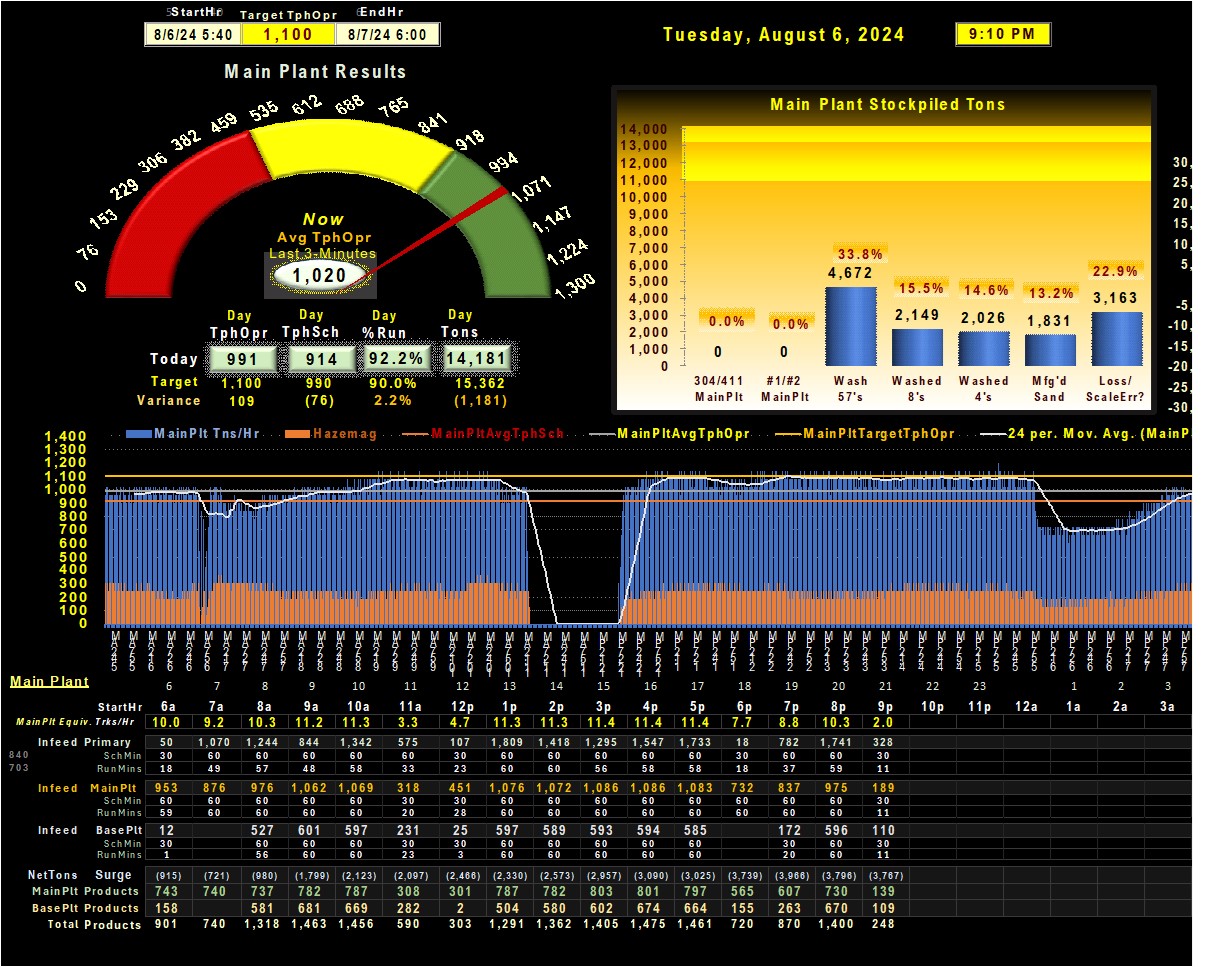 StartHr Target TphOpr EndHr
8/6/24 5:40 1,100 8/7/24 6:00
Tuesday, August 6, 2024 9:10 PM
Main Plant Results
0 76 153 229 306 382 459 535 612 688 765 841 918 994 1,071 1,147 1,224 1,300
Now
Avg TphOpr
Last 3-Minutes
1,020
Day Day Day Day
TphOpr TphSch %Run Tons
Today 991 914 92.2% 14,181
Target 1,100 990 90.0% 15,362
Variance 109 (76) 2.2% (1,181)
Main Plant Stockpiled Tons
14,000
13,000
12,000
11,000
10,000
9,000
8,000
7,000
6,000
5,000
4,000
3,000
2,000
1,000
0
0.0% 0.0% 33.8% 15.5% 14.6% 13.2% 22.9%
0 0 4,672 2,149 2,026 1,831 3,163
304/411 #1/#2 Wash Washed Washed Mfg'd Loss/
MainPlt MainPlt 57's 8's 4's Sand ScaleErr?
30,
25,
20,
15,
10,
5,
-5,
-10,
-15,
-20,
-25,
-30,
MainPlt Tns/Hr Hazemag MainPltAvgTphSch MainPltAvgTphOpr MainPltTargetTphOpr 24 per. Mov. Avg. (MainP
1,400
1,300
1,200
1,100
1,000
900
800
700
600
500
400
300
200
100
0
Main Plant 6 7 8 9 10 11 12 13 14 15 16 17 18 19 20 21 22 23 1 2 3
StartHr 6a 7a 8a 9a 10a 11a 12p 1p 2p 3p 4p 5p 6p 7p 8p 9p 10p 11p 12a 1a 2a 3a
MainPlt Equiv. Trks/Hr 10.0 9.2 10.3 11.2 11.3 3.3 4.7 11.3 11.3 11.4 11.4 11.4 7.7 8.8 10.3 2.0
Infeed Primary 50 1,070 1,244 844 1,342 575 107 1,809 1,418 1,295 1,547 1,733 18 782 1,741 328
840 SchMin 30 60 60 60 60 60 30 60 60 60 60 60 30 60 60 30
703 RunMins 18 49 57 48 58 33 23 60 60 56 58 58 18 37 59 11
Infeed MainPlt 953 876 976 1,062 1,069 318 451 1,076 1,072 1,086 1,086 1,083 732 837 975 189
SchMin 60 60 60 60 60 60 30 60 60 60 60 60 60 60 60 30
RunMins 59 60 60 60 60 20 28 60 60 60 60 60 60 60 60 11
Infeed BasePlt 12 527 601 597 231 25 597 589 593 594 585 172 596 110
SchMin 30 60 60 60 60 30 60 60 60 60 60 30 60 30
RunMins 1 56 60 60 23 3 60 60 60 60 60 20 60 11
NetTons Surge (915) (721) (980) (1,799) (2,123) (2,097) (2,466) (2,330) (2,573) (2,957) (3,090) (3,025) (3,739) (3,966) (3,796) (3,767)
MainPlt Products 743 740 737 782 787 308 301 787 782 803 801 797 565 607 730 139
BasePlt Products 158 581 681 669 282 2 504 580 602 674 664 155 263 670 109
Total Products 901 740 1,318 1,463 1,456 590 303 1,291 1,362 1,405 1,475 1,461 720 870 1,400 248